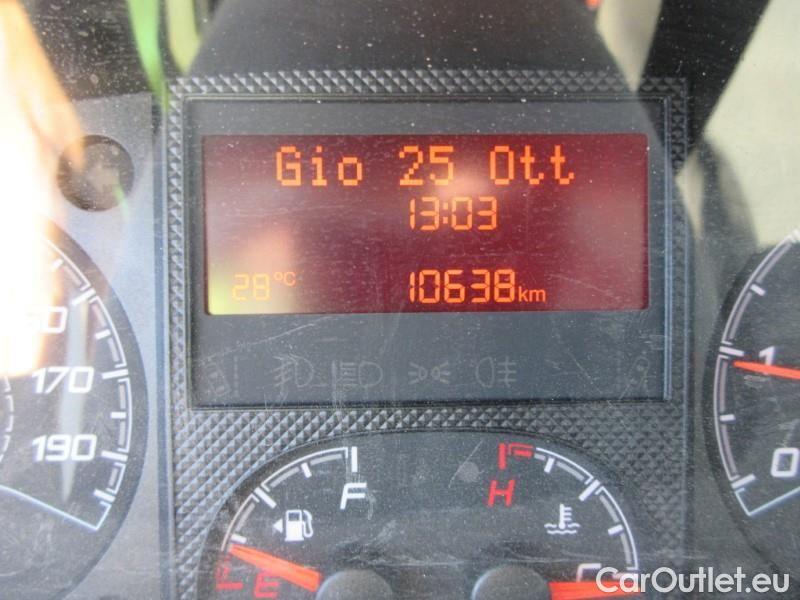 Gio 25 Ott
13:03
28°C 10638km
170
190
F
H
E
C
1
0
CarOutlet.eu